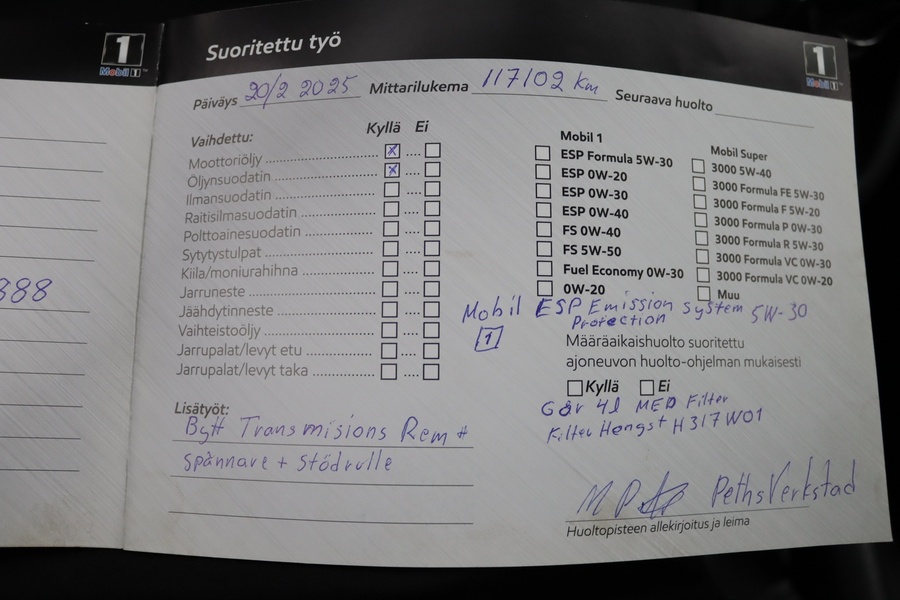 1
Mobil 1
888
Suoritettu työ
1
Mobil 1
Päiväys 20/2 2025 Mittarilukema 117102 Km Seuraava huolto
Vaihdettu: Kyllä Ei
Moottoriöljy
Öljynsuodatin
Ilmansuodatin
Raitisilmasuodatin
Polttoainesuodatin
Sytytystulpat
Kiila/moniurahihna
Jarruneste
Jäähdytinneste
Vaihteistoöljy
Jarrupalat/levyt etu
Jarrupalat/levyt taka
Lisätyöt:
Bytt Transmisions Rem +
Spännare + Stödrulle
Mobil 1
ESP Formula 5W-30
ESP 0W-20
ESP 0W-30
ESP 0W-40
FS 0W-40
FS 5W-50
Fuel Economy 0W-30
0W-20
Mobil Super
3000 5W-40
3000 Formula FE 5W-30
3000 Formula F 5W-20
3000 Formula P 0W-30
3000 Formula R 5W-30
3000 Formula VC 0W-30
3000 Formula VC 0W-20
Muu
Mobil ESP Emission System 5W-30
1 Protection
Määräaikaishuolto suoritettu
ajoneuvon huolto-ohjelman mukaisesti
Kyllä Ei
Går 4l MED Filter
Filter Hengst H317W01
PethsVerkstad
Huoltopisteen allekirjoitus ja leima